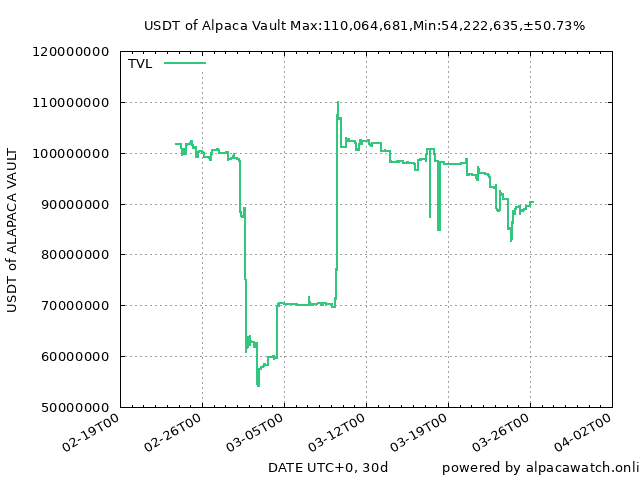 USDT of Alpaca Vault Max:110,064,681,Min:54,222,635,±50.73%
TVL
USDT of ALAPACA VAULT
120000000
110000000
100000000
90000000
80000000
70000000
60000000
50000000
02-19T00
02-26T00
03-05T00
03-12T00
03-19T00
03-26T00
04-02T00
DATE UTC+0, 30d
powered by alpacawatch.onli